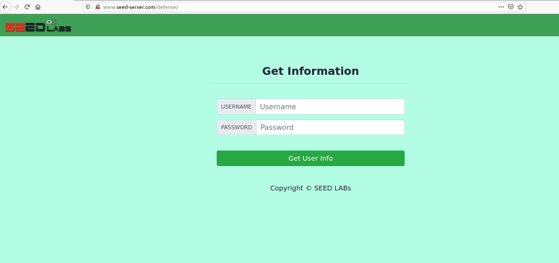 www.seed-server.com/defense/
SEED LABS
Get Information
USERNAME Username
PASSWORD Password
Get User Info
Copyright © SEED LABs